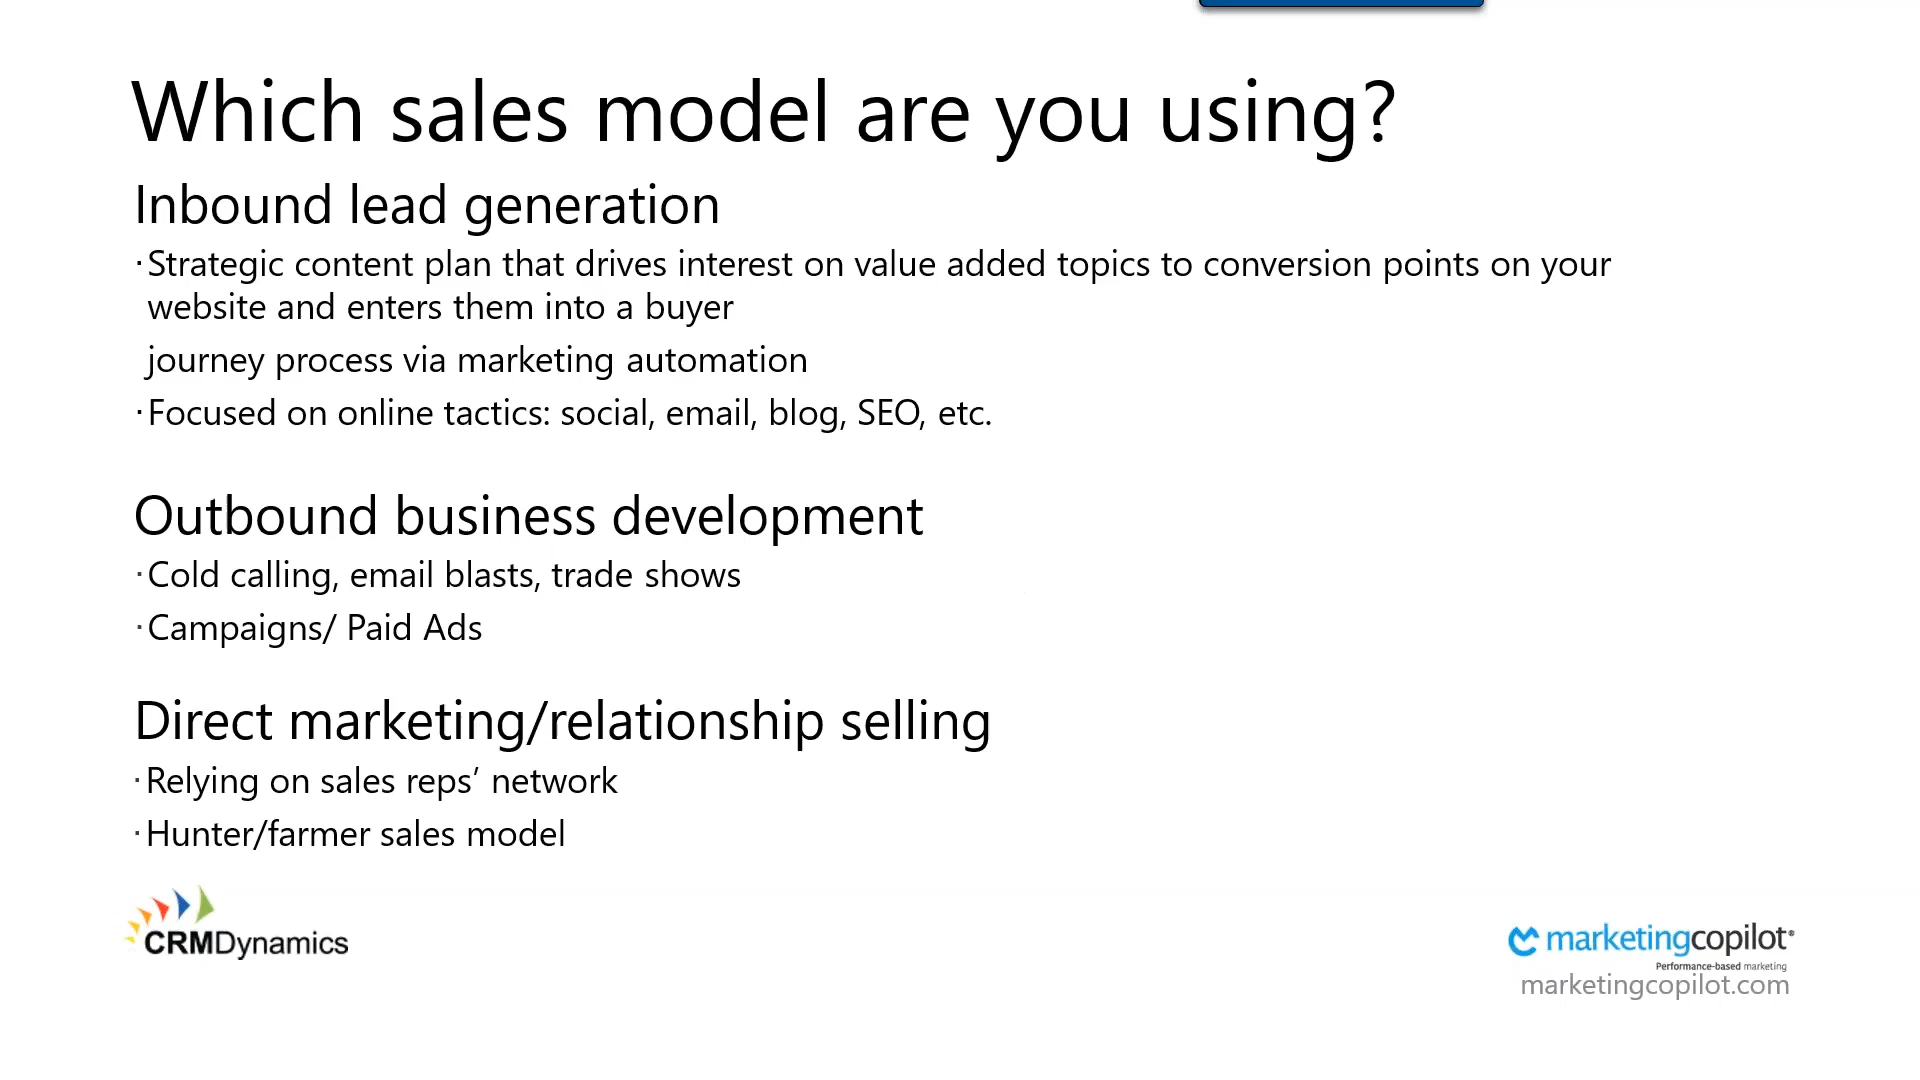 Which sales model are you using?
Inbound lead generation
·Strategic content plan that drives interest on value added topics to conversion points on your
website and enters them into a buyer
journey process via marketing automation
·Focused on online tactics: social, email, blog, SEO, etc.
Outbound business development
·Cold calling, email blasts, trade shows
·Campaigns/ Paid Ads
Direct marketing/relationship selling
·Relying on sales reps’ network
·Hunter/farmer sales model
CRMDynamics
marketingcopilot®
Performance-based marketing
marketingcopilot.com